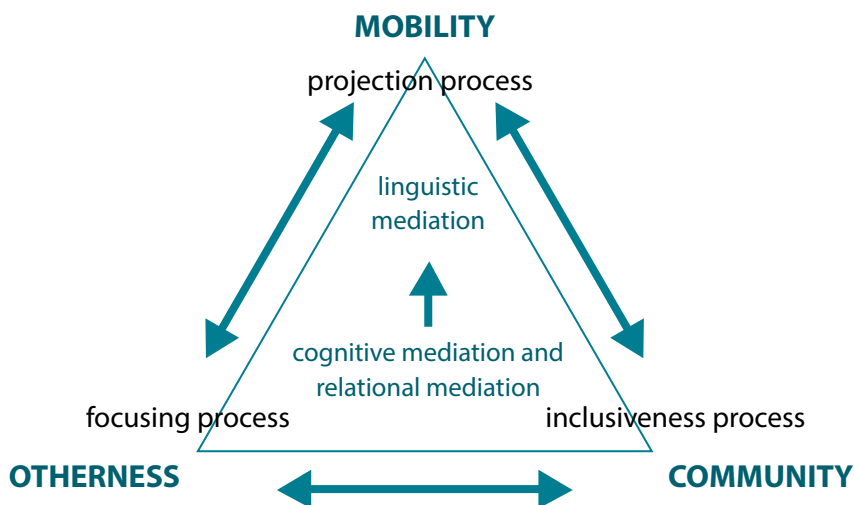 MOBILITY
projection process
linguistic
mediation
cognitive mediation and
relational mediation
focusing process
inclusiveness process
OTHERNESS
COMMUNITY